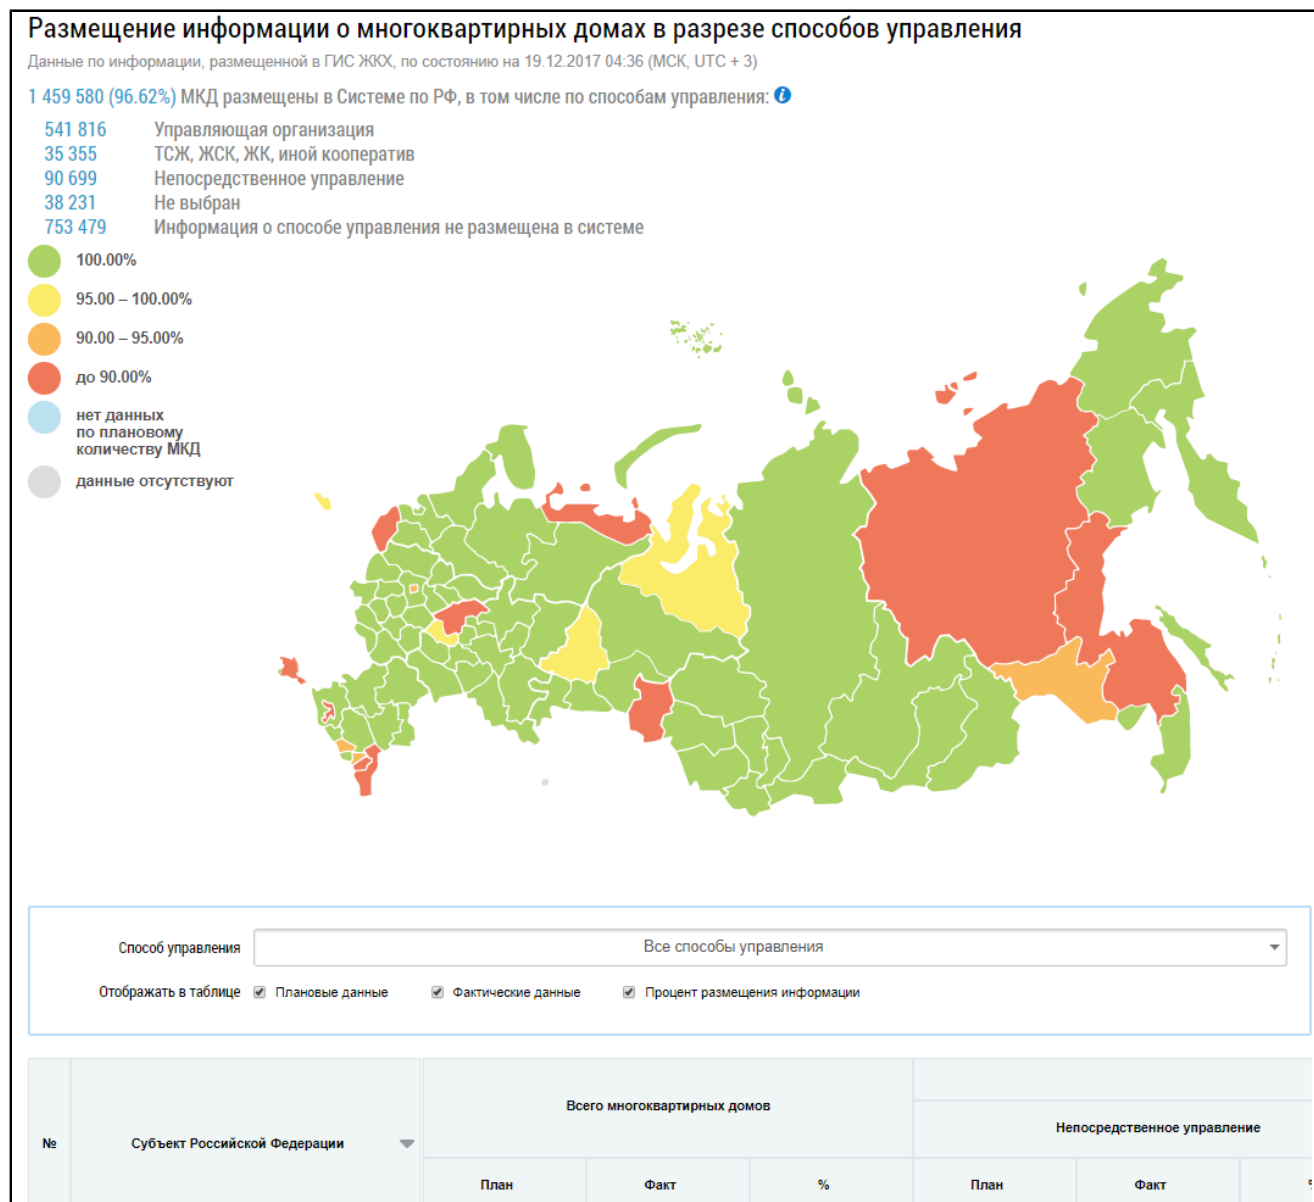 Размещение информации о многоквартирных домах в разрезе способов управления
Данные по информации, размещенной в ГИС ЖКХ, по состоянию на 19.12.2017 04:36 (МСК, UTC + 3)
1 459 580 (96.62%) МКД размещены в Системе по РФ, в том числе по способам управления: i
541 816 Управляющая организация
35 355 ТСЖ, ЖСК, ЖК, иной кооператив
90 699 Непосредственное управление
38 231 Не выбран
753 479 Информация о способе управления не размещена в системе
100.00%
95.00 – 100.00%
90.00 – 95.00%
до 90.00%
нет данных
по плановому
количеству МКД
данные отсутствуют
Способ управления Все способы управления
Отображать в таблице Плановые данные Фактические данные Процент размещения информации
Всего многоквартирных домов
Непосредственное управление
№ Субъект Российской Федерации
План Факт % План Факт